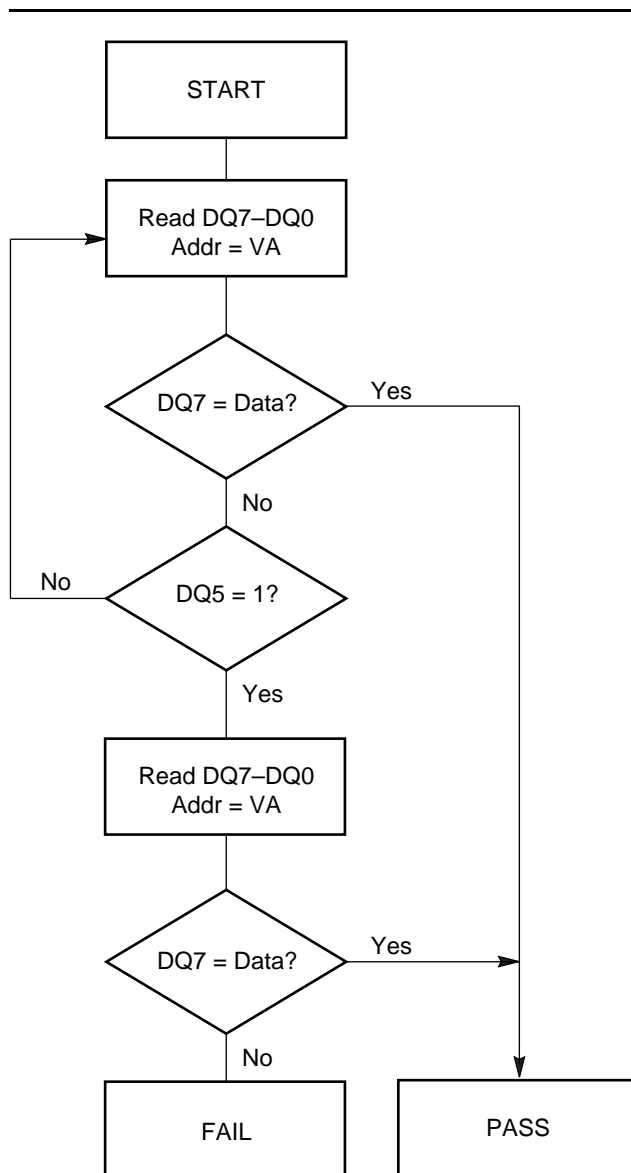 START
Read DQ7–DQ0
Addr = VA
DQ7 = Data?
Yes
No
No
DQ5 = 1?
Yes
Read DQ7–DQ0
Addr = VA
DQ7 = Data?
Yes
No
FAIL
PASS